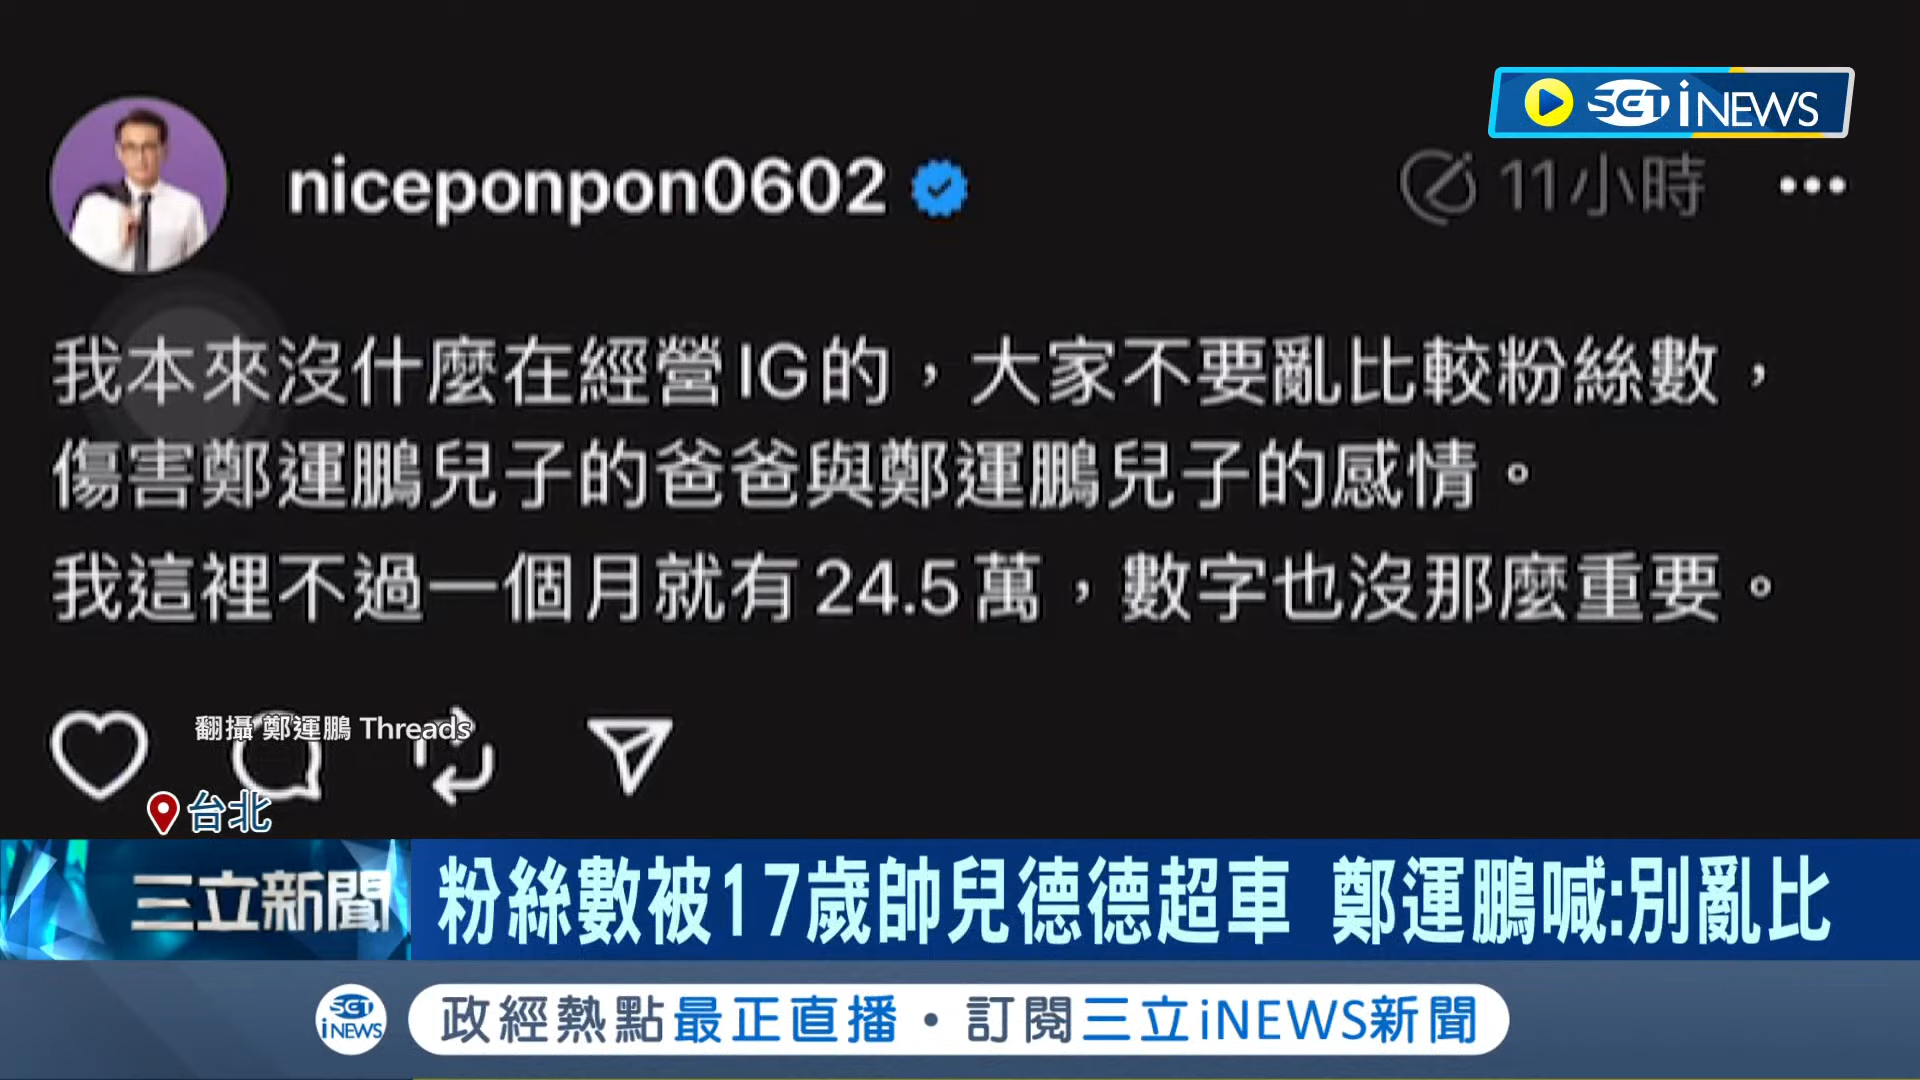 SET iNEWS
niceponpon0602
11小時
我本來沒什麼在經營IG的，大家不要亂比較粉絲數，
傷害鄭運鵬兒子的爸爸與鄭運鵬兒子的感情。
我這裡不過一個月就有24.5萬，數字也沒那麼重要。
翻攝 鄭運鵬 Threads
台北
三立新聞
粉絲數被17歲帥兒德德超車 鄭運鵬喊:別亂比
SET iNEWS
政經熱點最正直播・訂閱三立iNEWS新聞